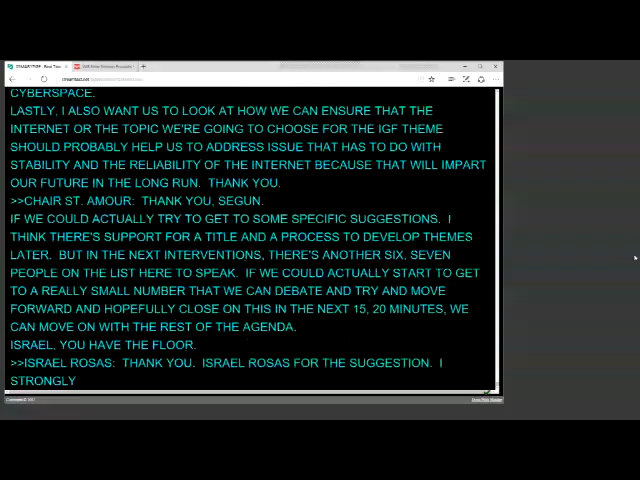 CYBERSPACE.
LASTLY, I ALSO WANT US TO LOOK AT HOW WE CAN ENSURE THAT THE
INTERNET OR THE TOPIC WE'RE GOING TO CHOOSE FOR THE IGF THEME
SHOULD PROBABLY HELP US TO ADDRESS ISSUE THAT HAS TO DO WITH
STABILITY AND THE RELIABILITY OF THE INTERNET BECAUSE THAT WILL IMPART
OUR FUTURE IN THE LONG RUN.  THANK YOU.
>>CHAIR ST. AMOUR:  THANK YOU, SEGUN.
IF WE COULD ACTUALLY TRY TO GET TO SOME SPECIFIC SUGGESTIONS.  I
THINK THERE'S SUPPORT FOR A TITLE AND A PROCESS TO DEVELOP THEMES
LATER.  BUT IN THE NEXT INTERVENTIONS, THERE'S ANOTHER SIX, SEVEN
PEOPLE ON THE LIST HERE TO SPEAK.  IF WE COULD ACTUALLY START TO GET
TO A REALLY SMALL NUMBER THAT WE CAN DEBATE AND TRY AND MOVE
FORWARD AND HOPEFULLY CLOSE ON THIS IN THE NEXT 15, 20 MINUTES, WE
CAN MOVE ON WITH THE REST OF THE AGENDA.
ISRAEL, YOU HAVE THE FLOOR.
>>ISRAEL ROSAS:  THANK YOU.  ISRAEL ROSAS FOR THE SUGGESTION.  I
STRONGLY